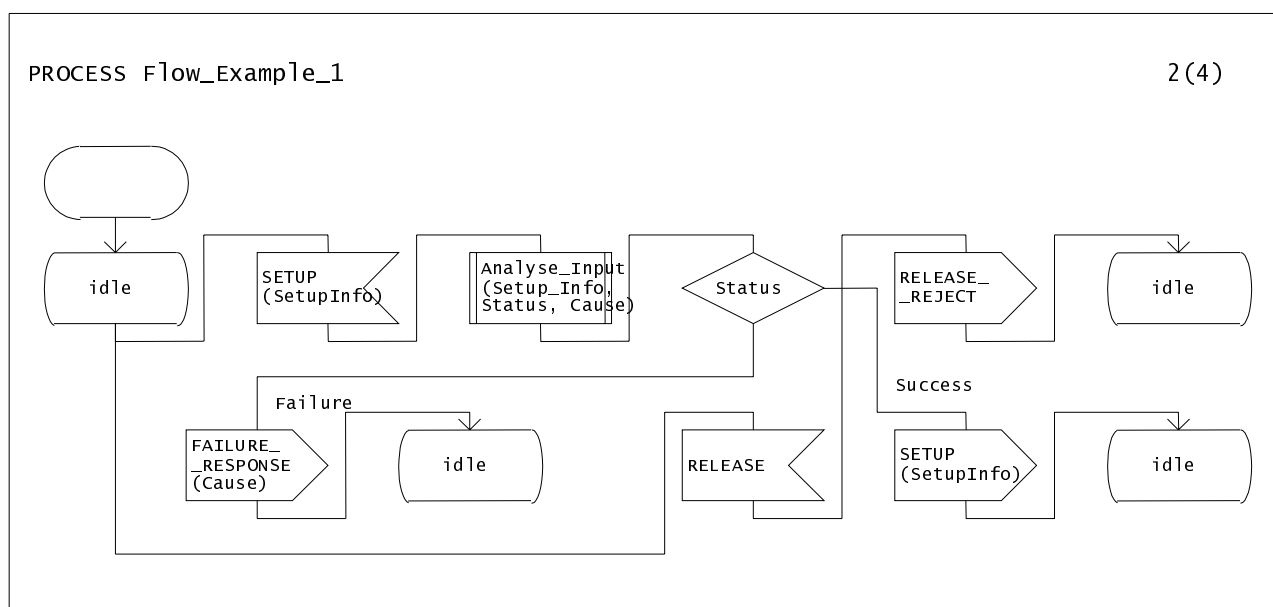 PROCESS Flow_Example_1
2(4)
idle
SETUP
(SetupInfo)
Analyse_Input
(Setup_Info,
Status, Cause)
Status
RELEASE_
_REJECT
idle
Failure
Success
FAILURE_
_RESPONSE
(Cause)
idle
RELEASE
SETUP
(SetupInfo)
idle